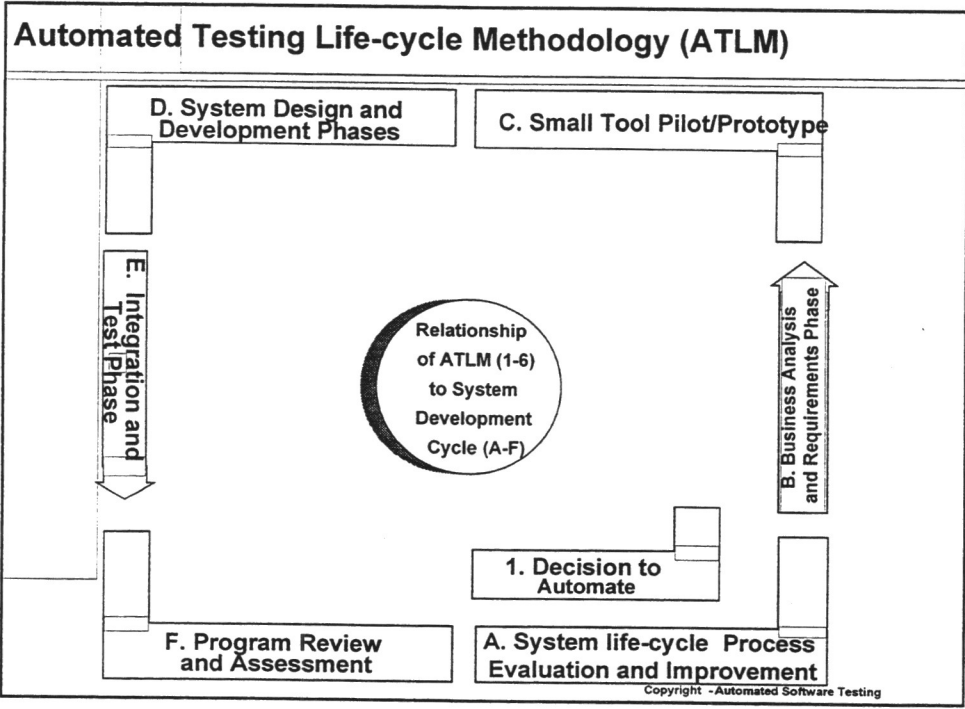 Automated Testing Life-cycle Methodology (ATLM)
D. System Design and
Development Phases
C. Small Tool Pilot/Prototype
E. Integration and
Test Phase
Relationship
of ATLM (1-6)
to System
Development
Cycle (A-F)
B. Business Analysis
and Requirements Phase
1. Decision to
Automate
F. Program Review
and Assessment
A. System life-cycle Process
Evaluation and Improvement
Copyright - Automated Software Testing